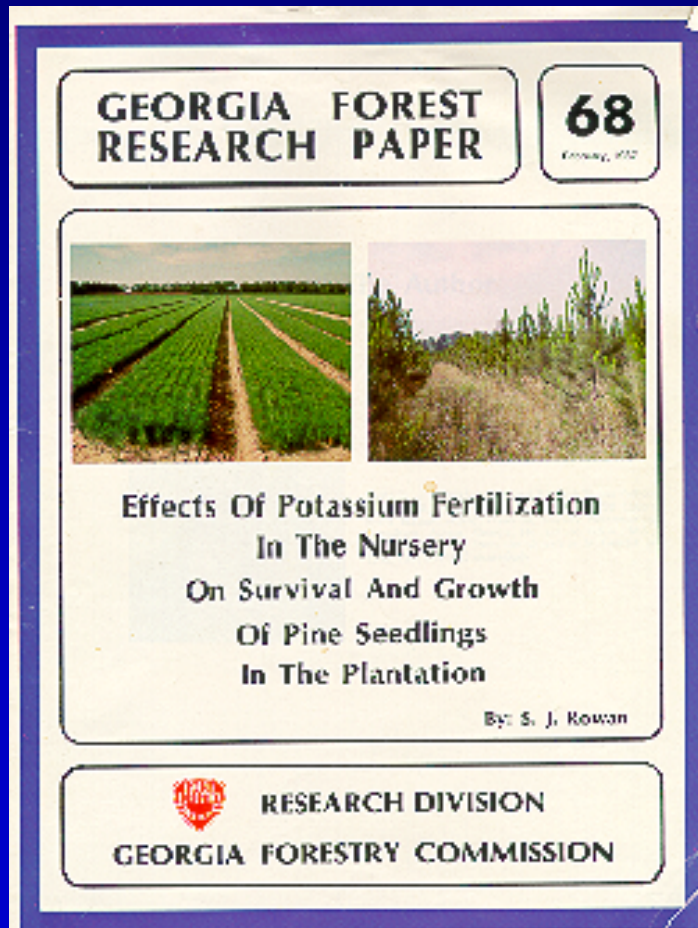 GEORGIA FOREST
RESEARCH PAPER
68
Effects Of Potassium Fertilization
In The Nursery
On Survival And Growth
Of Pine Seedlings
In The Plantation
By: S. J. Rowan
RESEARCH DIVISION
GEORGIA FORESTRY COMMISSION